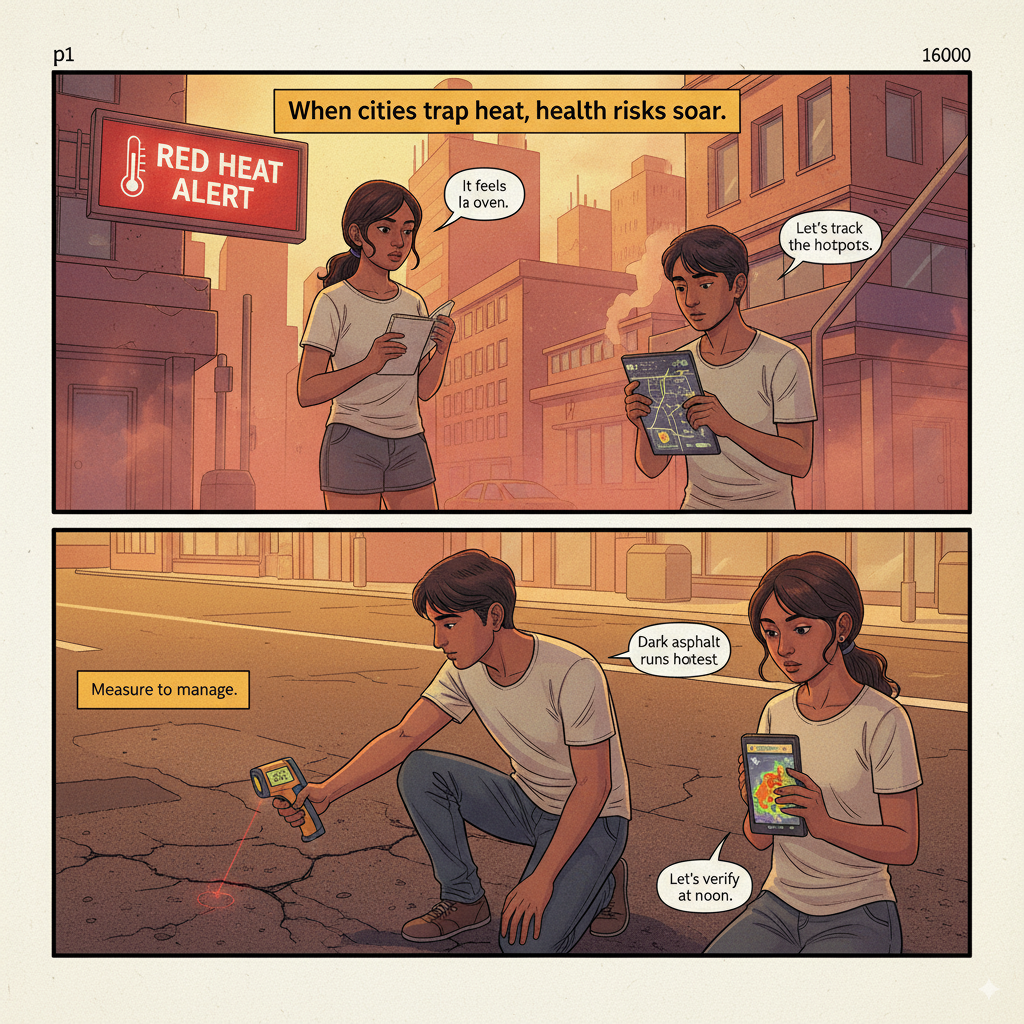 p1
16000
When cities trap heat, health risks soar.
RED HEAT
ALERT
It feels
la oven.
Let's track
the hotpots.
Dark asphalt
runs hotest
Measure to manage.
Let's verify
at noon.